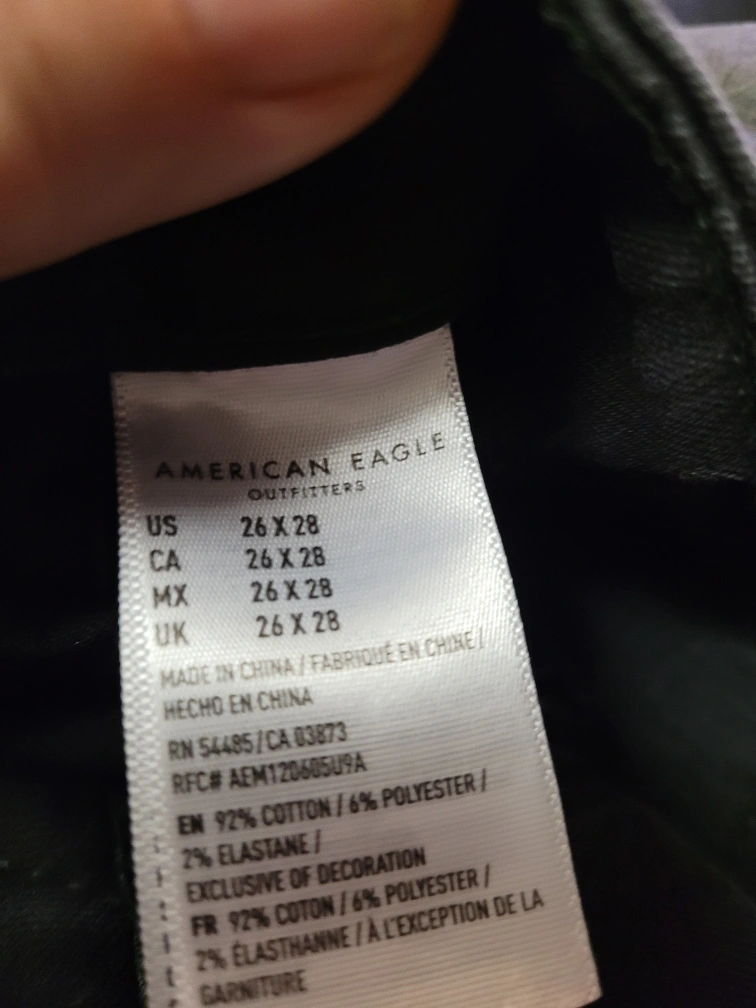 AMERICAN EAGLE
OUTFITTERS
US 26 X 28
CA 26 X 28
MX 26 X 28
UK 26 X 28
MADE IN CHINA / FABRIQUÉ EN CHINE /
HECHO EN CHINA
RN 54485/CA 03873
RFC# AEM120605U9A
EN 92% COTTON / 6% POLYESTER /
2% ELASTANE /
EXCLUSIVE OF DECORATION
FR 92% COTON / 6% POLYESTER /
2% ÉLASTHANNE / À L'EXCEPTION DE LA
GARNITURE